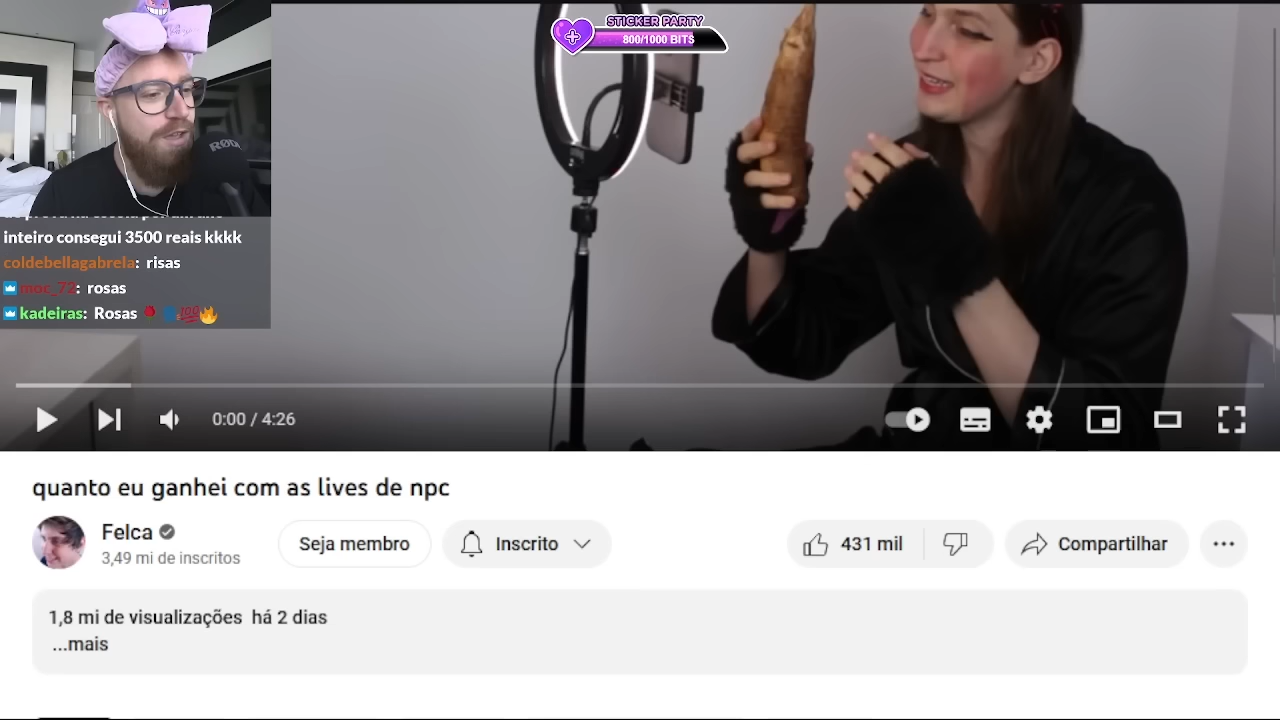 STICKER PARTY
800/1000 BITS
RØDE
inteiro consegui 3500 reais kkkk
coldebellagabrela: risas
moc_72: rosas
kadeiras: Rosas 🌹👤💯🔥
0:00 / 4:26
quanto eu ganhei com as lives de npc
Felca
3,49 mi de inscritos
Seja membro
Inscrito
431 mil
Compartilhar
1,8 mi de visualizações há 2 dias
...mais